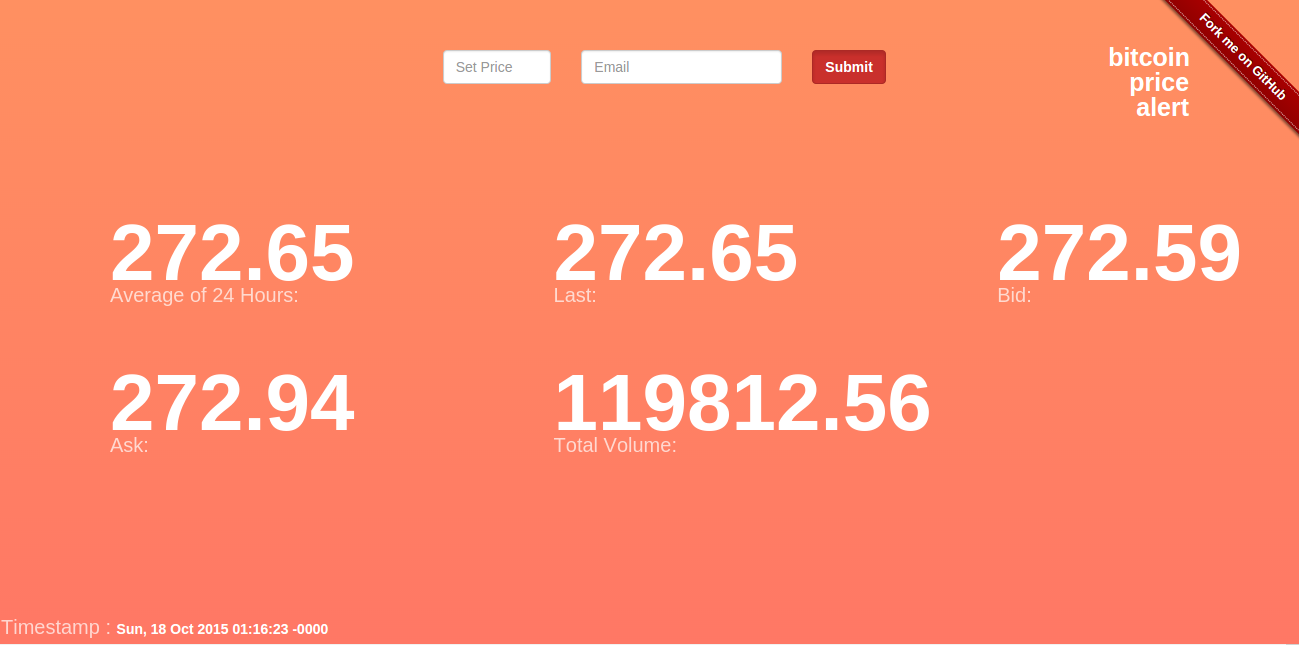 Set Price
Email
Submit
bitcoin
price
alert
Fork me on GitHub
272.65
Average of 24 Hours:
272.65
Last:
272.59
Bid:
272.94
Ask:
119812.56
Total Volume:
Timestamp : Sun, 18 Oct 2015 01:16:23 -0000